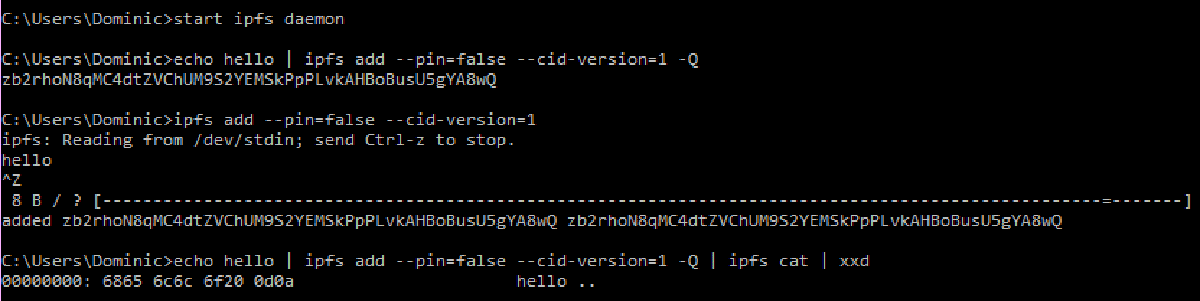 C:\Users\Dominic>start ipfs daemon
C:\Users\Dominic>echo hello | ipfs add --pin=false --cid-version=1 -Q
zb2rhoN8qMC4dtZVChUM9S2YEMSkPpPLvkAHBoBusU5gYA8wQ
C:\Users\Dominic>ipfs add --pin=false --cid-version=1
ipfs: Reading from /dev/stdin; send Ctrl-z to stop.
hello
^Z
 8 B / ? [-----------------------------------------------------------------------------------------------------=-------]
added zb2rhoN8qMC4dtZVChUM9S2YEMSkPpPLvkAHBoBusU5gYA8wQ zb2rhoN8qMC4dtZVChUM9S2YEMSkPpPLvkAHBoBusU5gYA8wQ
C:\Users\Dominic>echo hello | ipfs add --pin=false --cid-version=1 -Q | ipfs cat | xxd
00000000: 6865 6c6c 6f20 0d0a                      hello ..